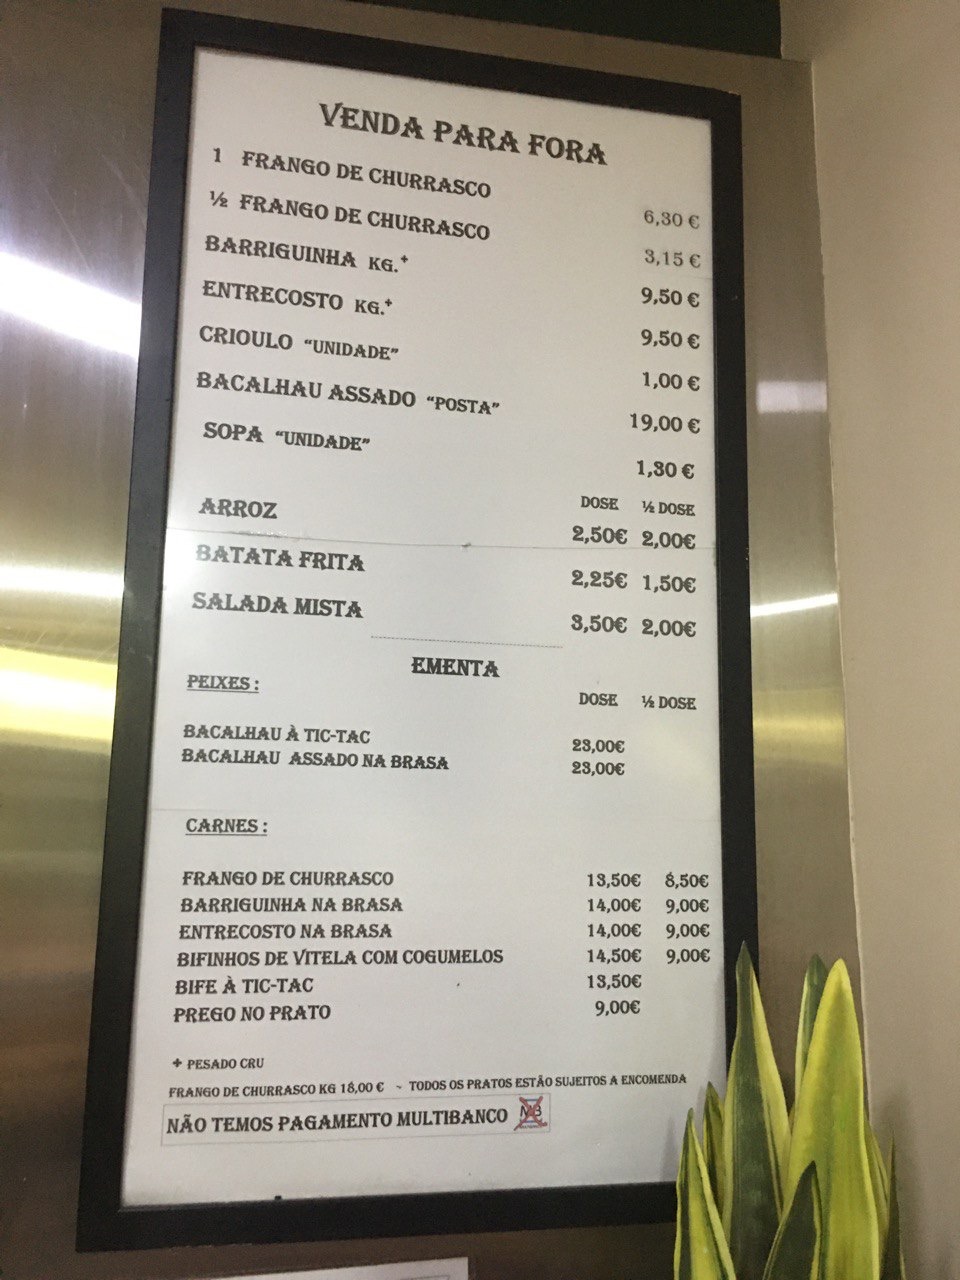 VENDA PARA FORA
1 FRANGO DE CHURRASCO 6,30 €
½ FRANGO DE CHURRASCO 3,15 €
BARRIGUINHA KG.+ 9,50 €
ENTRECOSTO KG.+ 9,50 €
CRIOULO "UNIDADE" 1,00 €
BACALHAU ASSADO "POSTA" 19,00 €
SOPA "UNIDADE" 1,30 €
DOSE ½ DOSE
ARROZ 2,50€ 2,00€
BATATA FRITA 2,25€ 1,50€
SALADA MISTA 3,50€ 2,00€
EMENTA
PEIXES :
DOSE ½ DOSE
BACALHAU À TIC-TAC 23,00€
BACALHAU ASSADO NA BRASA 23,00€
CARNES :
FRANGO DE CHURRASCO 13,50€ 8,50€
BARRIGUINHA NA BRASA 14,00€ 9,00€
ENTRECOSTO NA BRASA 14,00€ 9,00€
BIFINHOS DE VITELA COM COGUMELOS 14,50€ 9,00€
BIFE À TIC-TAC 13,50€
PREGO NO PRATO 9,00€
+ PESADO CRU
FRANGO DE CHURRASCO KG 18,00 € ~ TODOS OS PRATOS ESTÃO SUJEITOS A ENCOMENDA
NÃO TEMOS PAGAMENTO MULTIBANCO MB